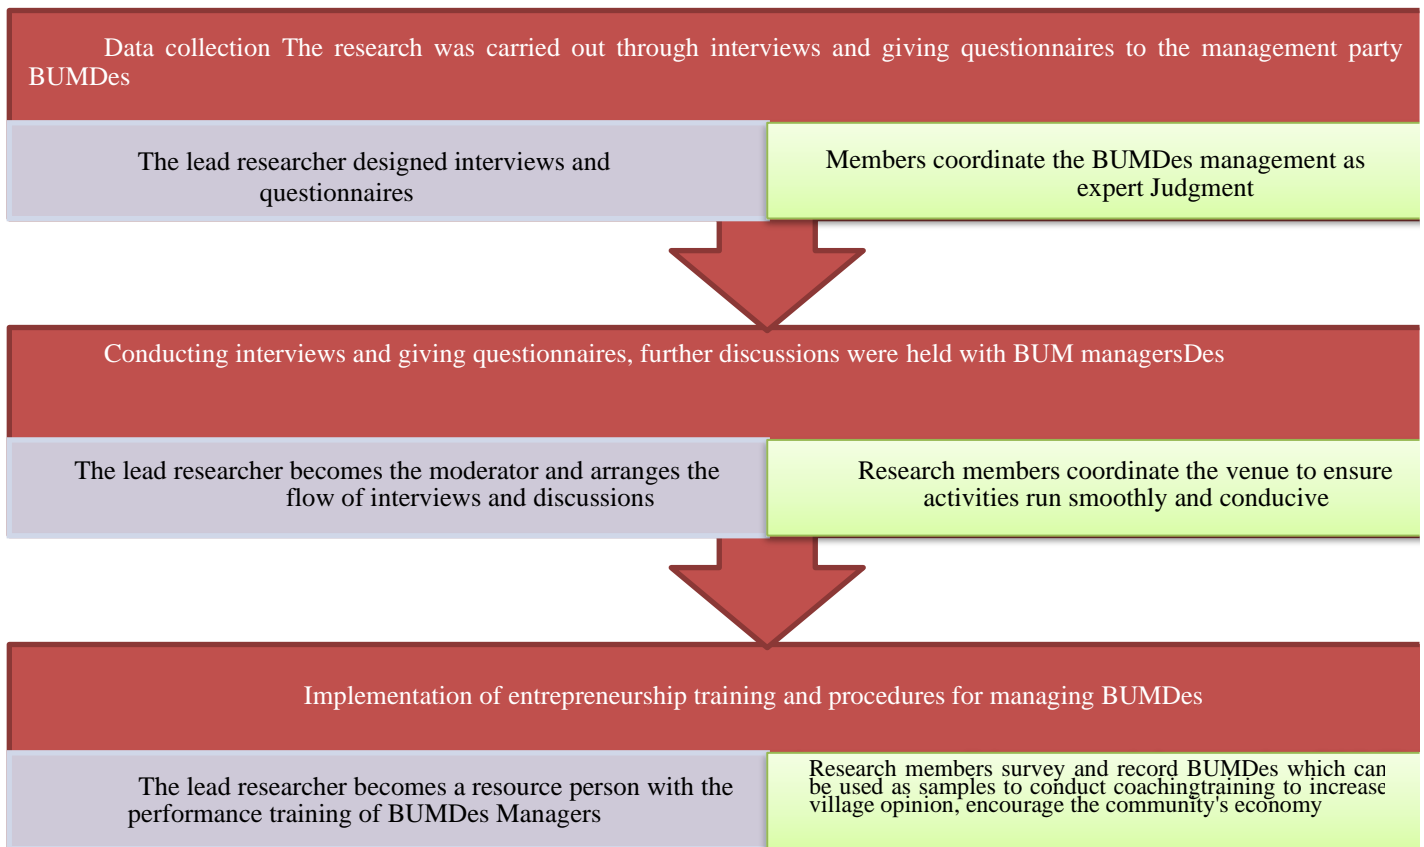 Data collection The research was carried out through interviews and giving questionnaires to the management party
BUMDes
The lead researcher designed interviews and
questionnaires
Members coordinate the BUMDes management as
expert Judgment
Conducting interviews and giving questionnaires, further discussions were held with BUM managersDes
The lead researcher becomes the moderator and arranges the
flow of interviews and discussions
Research members coordinate the venue to ensure
activities run smoothly and conducive
Implementation of entrepreneurship training and procedures for managing BUMDes
The lead researcher becomes a resource person with the
performance training of BUMDes Managers
Research members survey and record BUMDes which can
be used as samples to conduct coachingtraining to increase
village opinion, encourage the community's economy